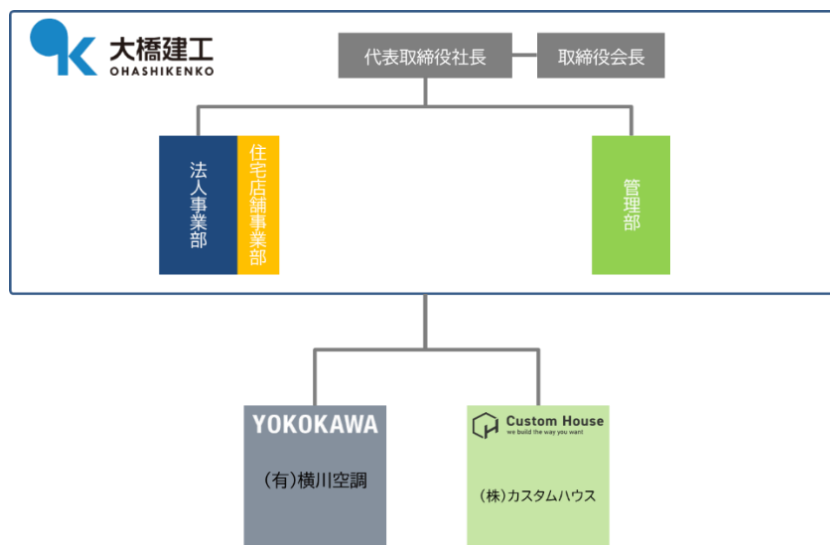 大橋建工
OHASHIKENKO
代表取締役社長
取締役会長
法人事業部
住宅店舗事業部
管理部
YOKOKAWA
(有)横川空調
Custom House
we build the way you want
(株)カスタムハウス